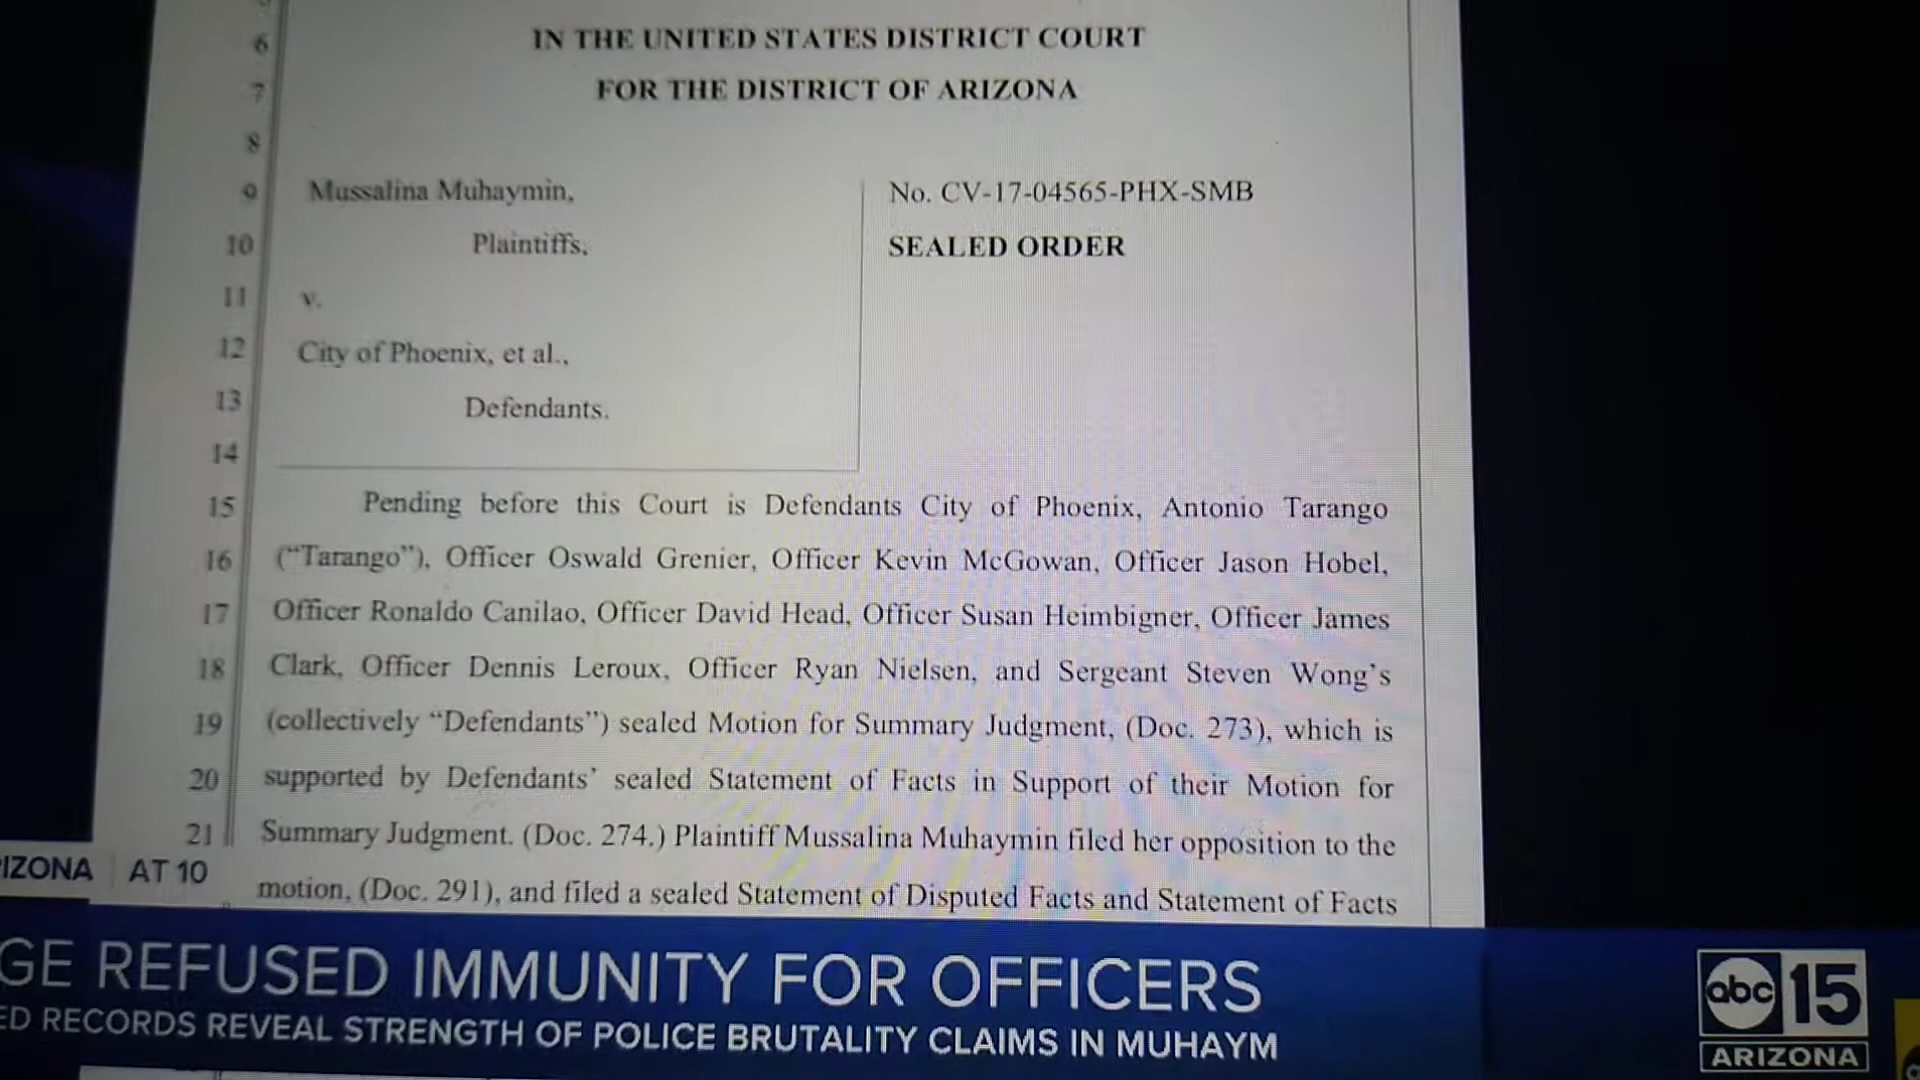 6 IN THE UNITED STATES DISTRICT COURT
7 FOR THE DISTRICT OF ARIZONA
8
9 Mussalina Muhaymin, No. CV-17-04565-PHX-SMB
10 Plaintiffs, SEALED ORDER
11 v.
12 City of Phoenix, et al.,
13 Defendants.
14
15 Pending before this Court is Defendants City of Phoenix, Antonio Tarango
16 ("Tarango"), Officer Oswald Grenier, Officer Kevin McGowan, Officer Jason Hobel,
17 Officer Ronaldo Canilao, Officer David Head, Officer Susan Heimbigner, Officer James
18 Clark, Officer Dennis Leroux, Officer Ryan Nielsen, and Sergeant Steven Wong's
19 (collectively "Defendants") sealed Motion for Summary Judgment, (Doc. 273), which is
20 supported by Defendants' sealed Statement of Facts in Support of their Motion for
21 Summary Judgment. (Doc. 274.) Plaintiff Mussalina Muhaymin filed her opposition to the
motion, (Doc. 291), and filed a sealed Statement of Disputed Facts and Statement of Facts
IZONA AT 10
GE REFUSED IMMUNITY FOR OFFICERS
ED RECORDS REVEAL STRENGTH OF POLICE BRUTALITY CLAIMS IN MUHAYM
abc 15
ARIZONA